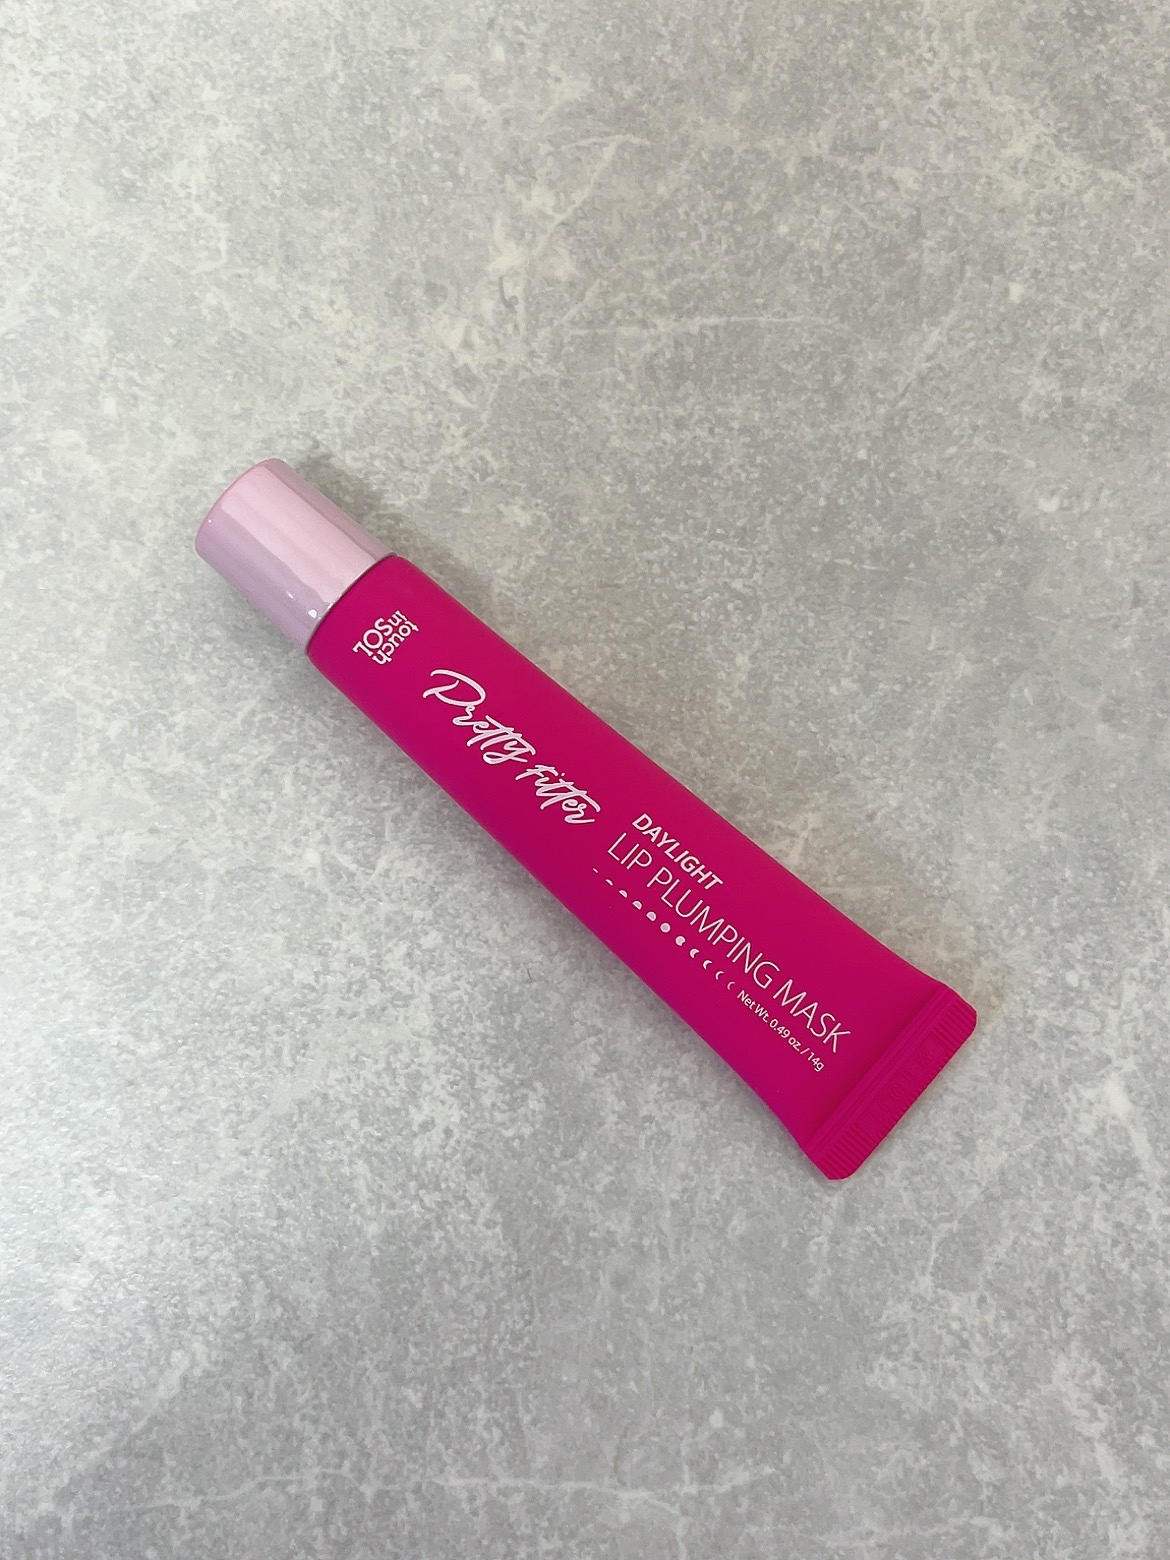 touch
in
SOL
Pretty Filter
DAYLIGHT
LIP PLUMPING MASK
Net Wt. 0.49 oz. / 14g